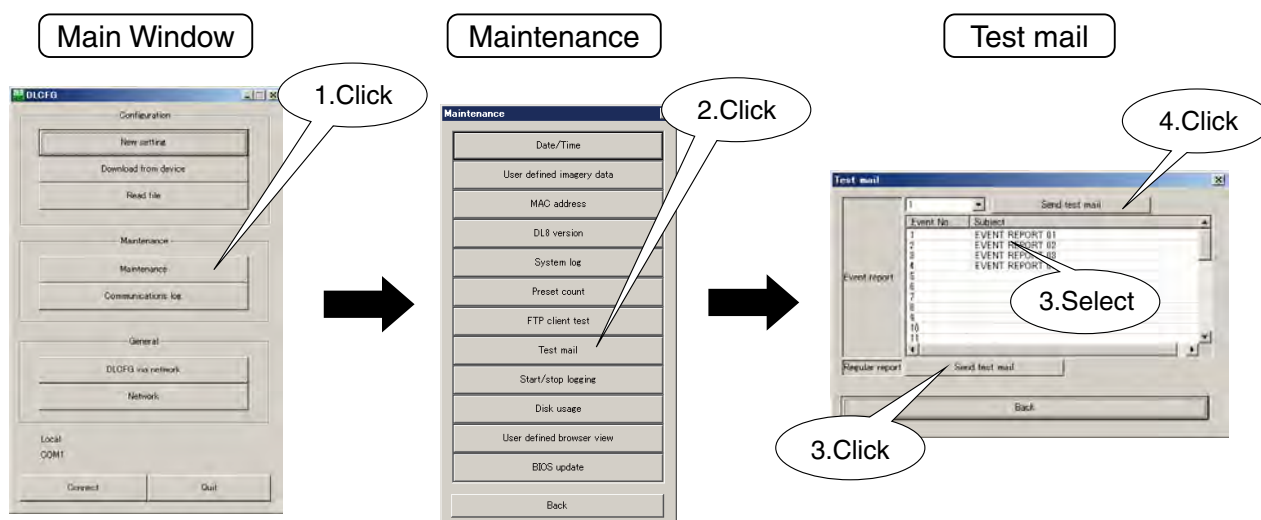 Main Window
Maintenance
Test mail
DLCFG
1.Click
Configuration
New setting
Download from device
Read file
Maintenance
Maintenance
Communications log
General
DLCFG via network
Network
Local
COM1
Connect
Quit
Maintenance
2.Click
Date/Time
User defined imagery data
MAC address
DL8 version
System log
Preset count
FTP client test
Test mail
Start/stop logging
Disk usage
User defined browser view
BIOS update
Back
4.Click
Test mail
1
Send test mail
Event No. Subject
1 EVENT REPORT 01
2 EVENT REPORT 02
3 EVENT REPORT 03
4 EVENT REPORT
Event report
5
6
7
8
9
10
11
3.Select
Regular report
Send test mail
Back
3.Click